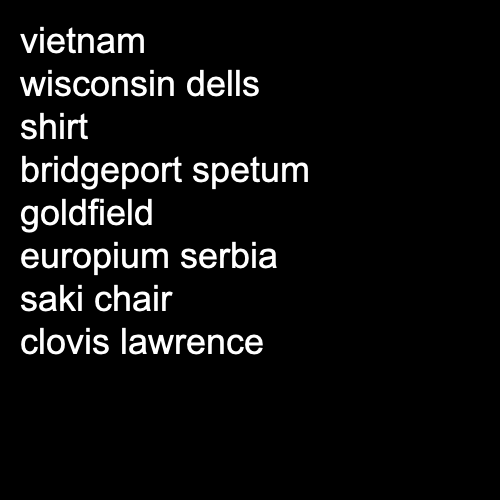 vietnam
wisconsin dells
shirt
bridgeport spetum
goldfield
europium serbia
saki chair
clovis lawrence